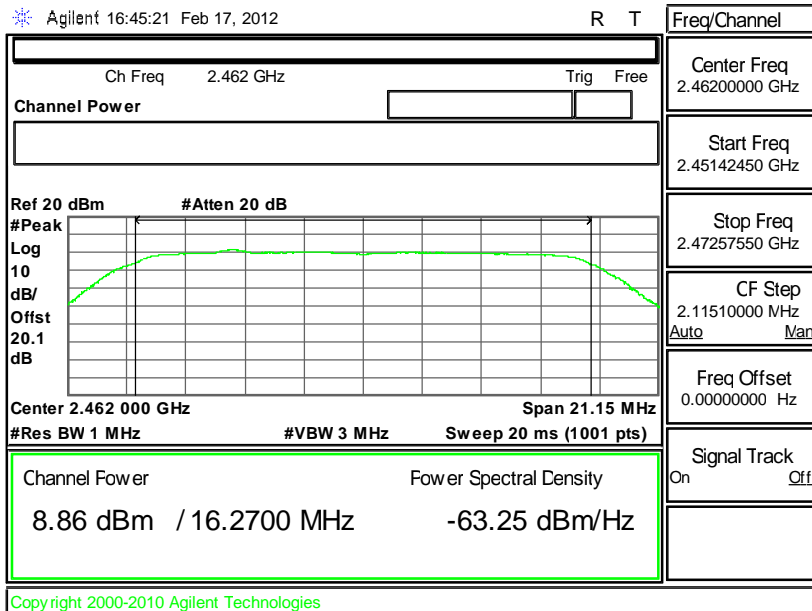 Agilent 16:45:21 Feb 17, 2012 R T
Ch Freq 2.462 GHz Trig Free
Channel Power
Ref 20 dBm #Atten 20 dB
#Peak
Log
10
dB/
Offst
20.1
dB
Center 2.462 000 GHz Span 21.15 MHz
#Res BW 1 MHz #VBW 3 MHz Sweep 20 ms (1001 pts)
Channel Power Power Spectral Density
8.86 dBm / 16.2700 MHz -63.25 dBm/Hz
Copyright 2000-2010 Agilent Technologies
Freq/Channel
Center Freq
2.46200000 GHz
Start Freq
2.45142450 GHz
Stop Freq
2.47257550 GHz
CF Step
2.11510000 MHz
Auto Man
Freq Offset
0.00000000 Hz
Signal Track
On Off